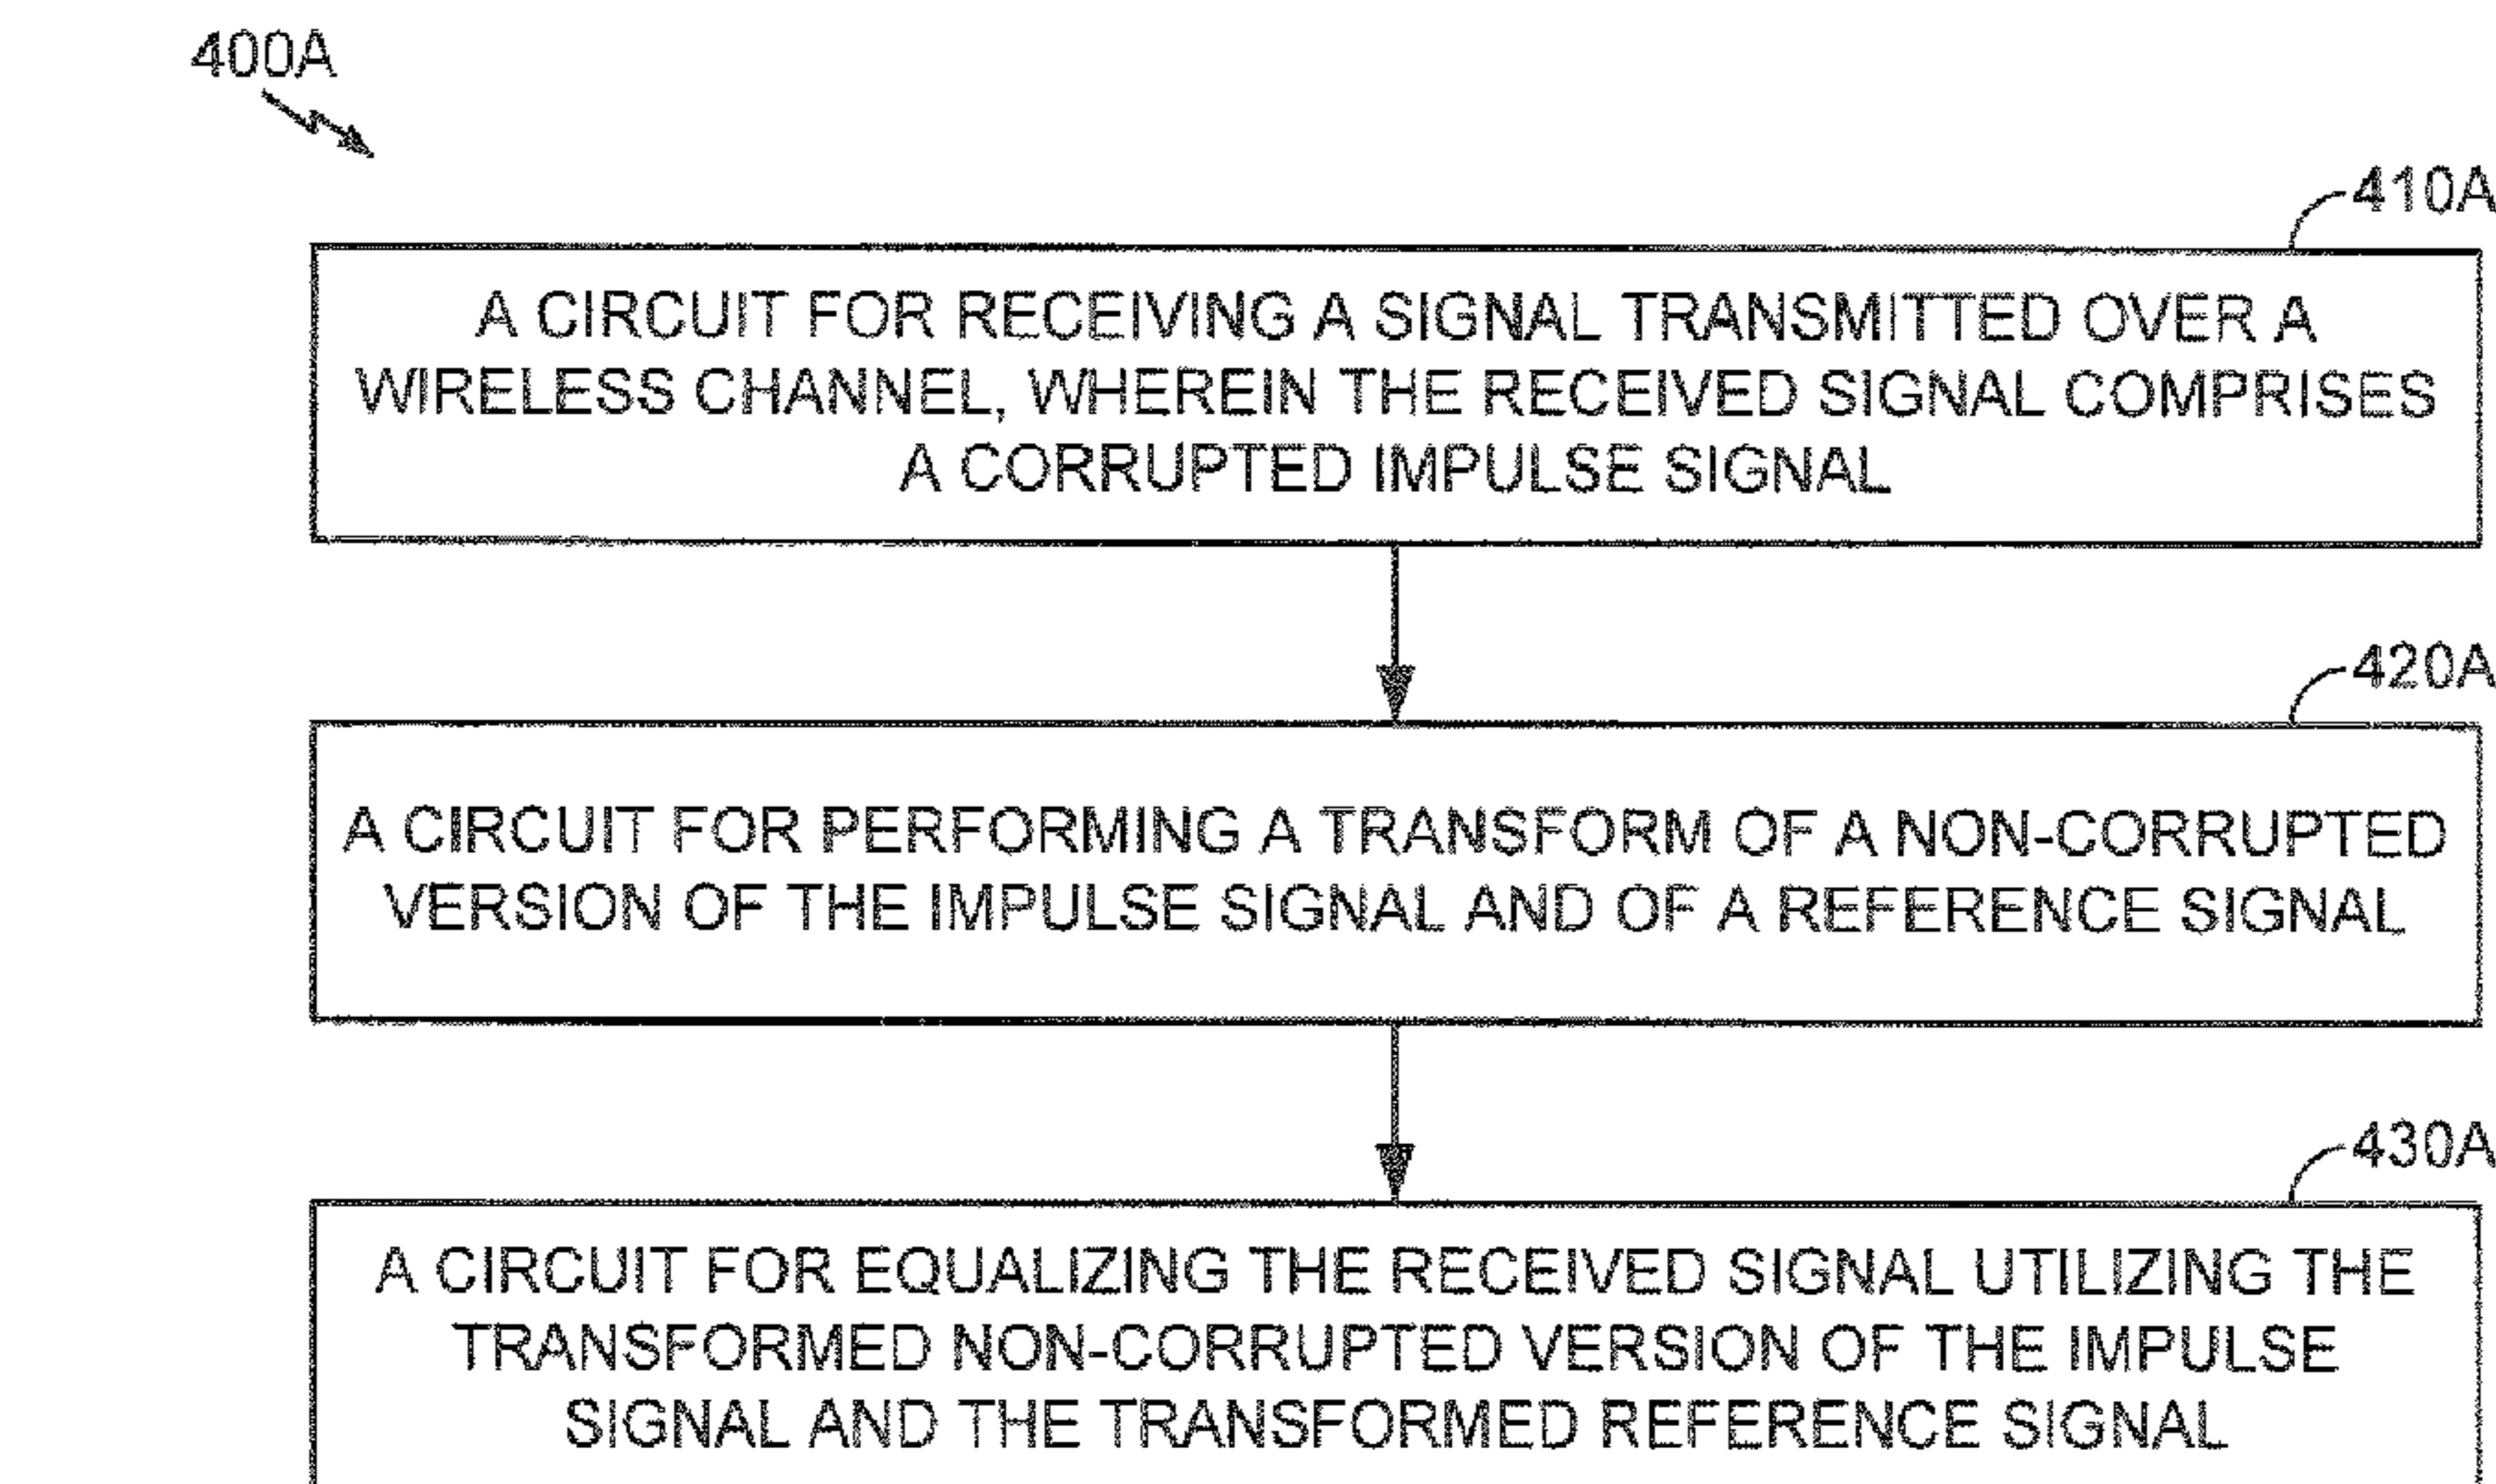 400A
410A
A CIRCUIT FOR RECEIVING A SIGNAL TRANSMITTED OVER A
WIRELESS CHANNEL, WHEREIN THE RECEIVED SIGNAL COMPRISES
A CORRUPTED IMPULSE SIGNAL
420A
A CIRCUIT FOR PERFORMING A TRANSFORM OF A NON-CORRUPTED
VERSION OF THE IMPULSE SIGNAL AND OF A REFERENCE SIGNAL
430A
A CIRCUIT FOR EQUALIZING THE RECEIVED SIGNAL UTILIZING THE
TRANSFORMED NON-CORRUPTED VERSION OF THE IMPULSE
SIGNAL AND THE TRANSFORMED REFERENCE SIGNAL